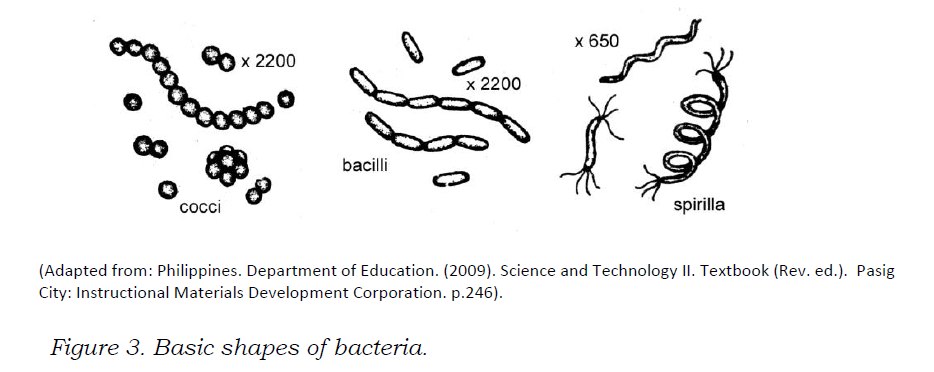 x 2200
cocci
x 2200
bacilli
x 650
spirilla
(Adapted from: Philippines. Department of Education. (2009). Science and Technology II. Textbook (Rev. ed.).  Pasig
City: Instructional Materials Development Corporation. p.246).
Figure 3. Basic shapes of bacteria.